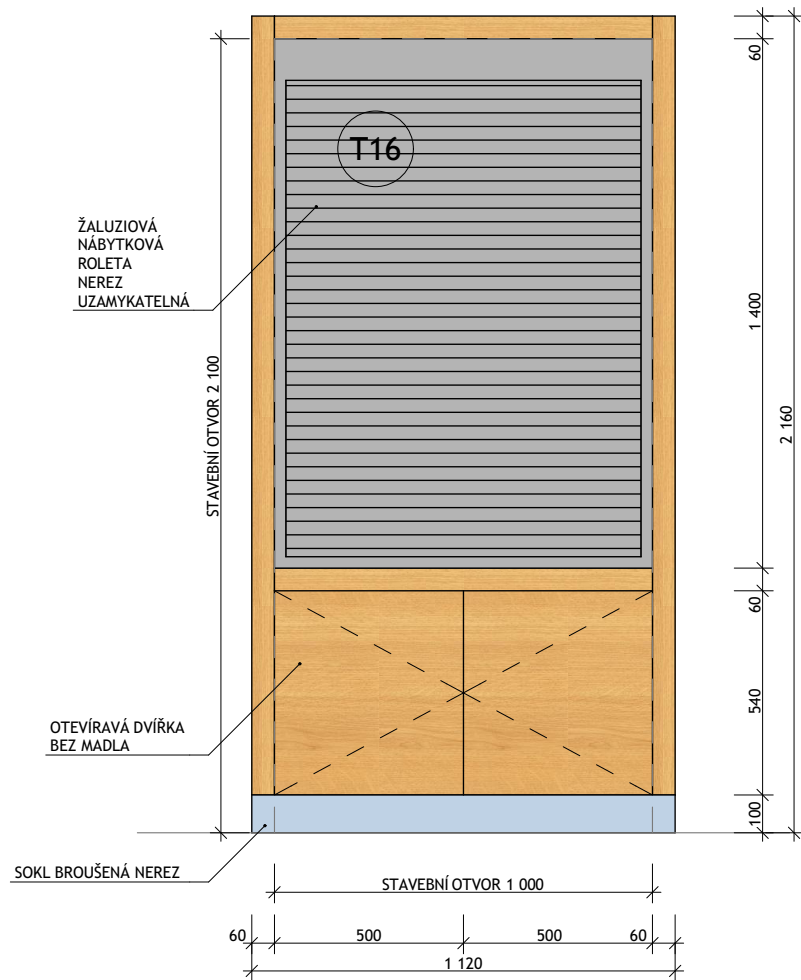 60
T16
ŽALUZIOVÁ
NÁBYTKOVÁ
ROLETA
NEREZ
UZAMYKATELNÁ
1 400
2 160
STAVEBNÍ OTVOR 2 100
60
540
OTEVÍRAVÁ DVÍŘKA
BEZ MADLA
100
SOKL BROUŠENÁ NEREZ
STAVEBNÍ OTVOR 1 000
60 500 500 60
1 120